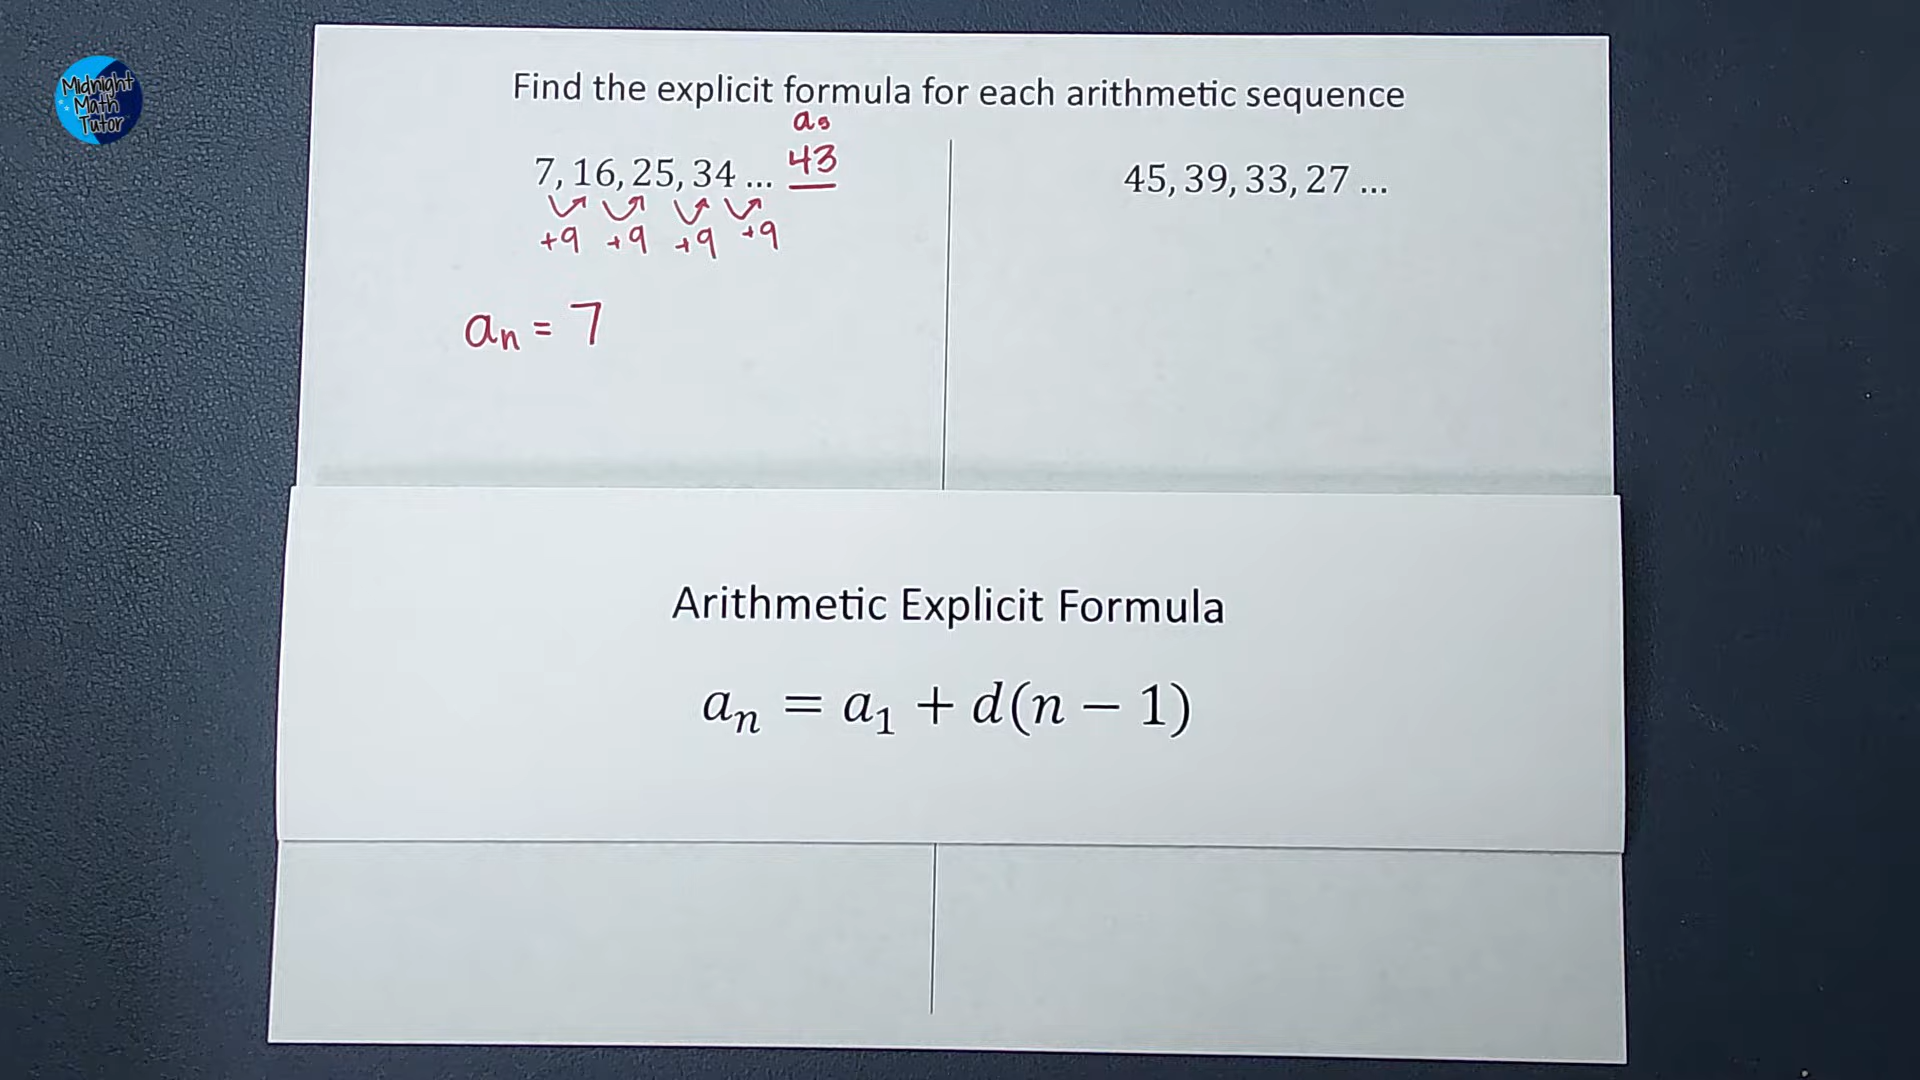 Midnight
Math
Tutor
Find the explicit formula for each arithmetic sequence
a₅
7, 16, 25, 34 ... 43
+9 +9 +9 +9
aₙ = 7
45, 39, 33, 27 ...
Arithmetic Explicit Formula
aₙ = a₁ + d(n − 1)